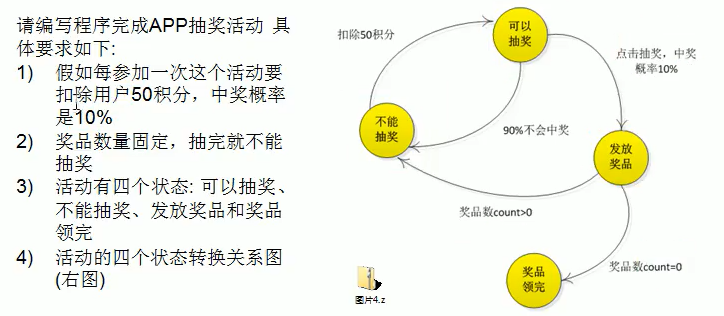 请编写程序完成APP抽奖活动 具
体要求如下:
1) 假如每参加一次这个活动要
扣除用户50积分，中奖概率
是10%
2) 奖品数量固定，抽完就不能
抽奖
3) 活动有四个状态: 可以抽奖、
不能抽奖、发放奖品和奖品
领完
4) 活动的四个状态转换关系图
(右图)
扣除50积分
可以
抽奖
点击抽奖，中奖
概率10%
不能
抽奖
90%不会中奖
发放
奖品
奖品数count>0
奖品数count=0
奖品
领完
图片4.z